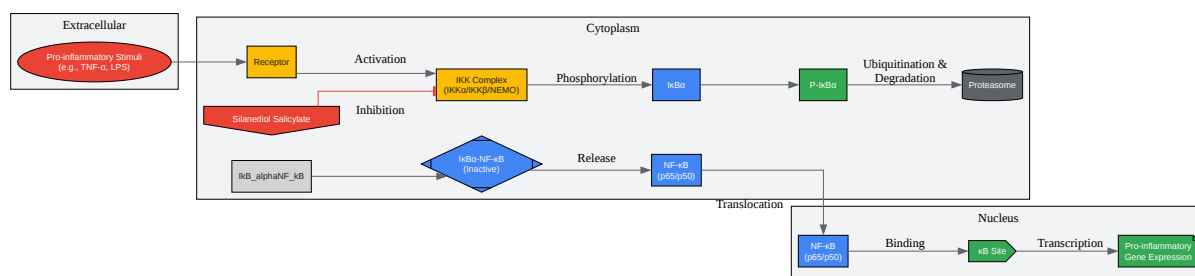 Extracellular
Cytoplasm
Pro-inflammatory Stimuli
(e.g., TNF-α, LPS)
Receptor
Activation
IKK Complex
(IKKα/IKKβ/NEMO)
Phosphorylation
IκBα
P-IκBα
Ubiquitination &
Degradation
Proteasome
Silanediol Salicylate
Inhibition
IkB_alphaNF_kB
IκBα-NF-κB
(Inactive)
Release
NF-κB
(p65/p50)
Translocation
Nucleus
NF-κB
(p65/p50)
Binding
κB Site
Transcription
Pro-inflammatory
Gene Expression